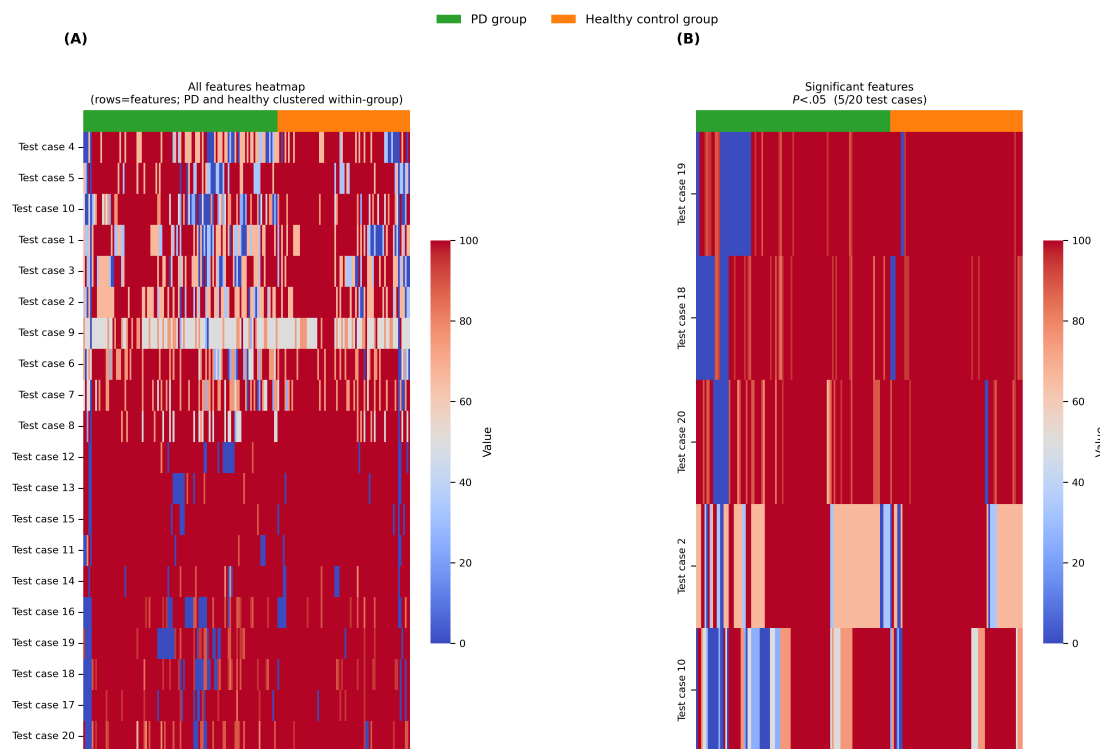 PD group
Healthy control group
(A)
(B)
All features heatmap
(rows=features; PD and healthy clustered within-group)
Significant features
P<.05 (5/20 test cases)
Test case 4
Test case 5
Test case 10
Test case 1
Test case 3
Test case 2
Test case 9
Test case 6
Test case 7
Test case 8
Test case 12
Test case 13
Test case 15
Test case 11
Test case 14
Test case 16
Test case 19
Test case 18
Test case 17
Test case 20
100
80
60
40
20
0
Value
Test case 19
Test case 18
Test case 20
Test case 2
Test case 10
100
80
60
40
20
0
Value